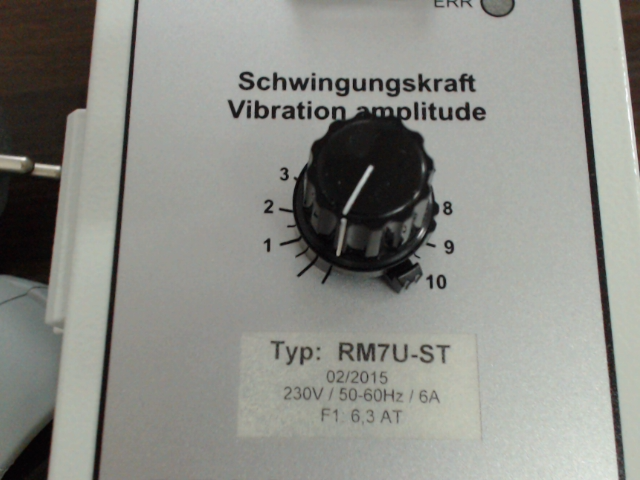 ERR
Schwingungskraft
Vibration amplitude
3
8
2
9
1
10
Typ: RM7U-ST
02/2015
230V / 50-60Hz / 6A
F1: 6,3 AT